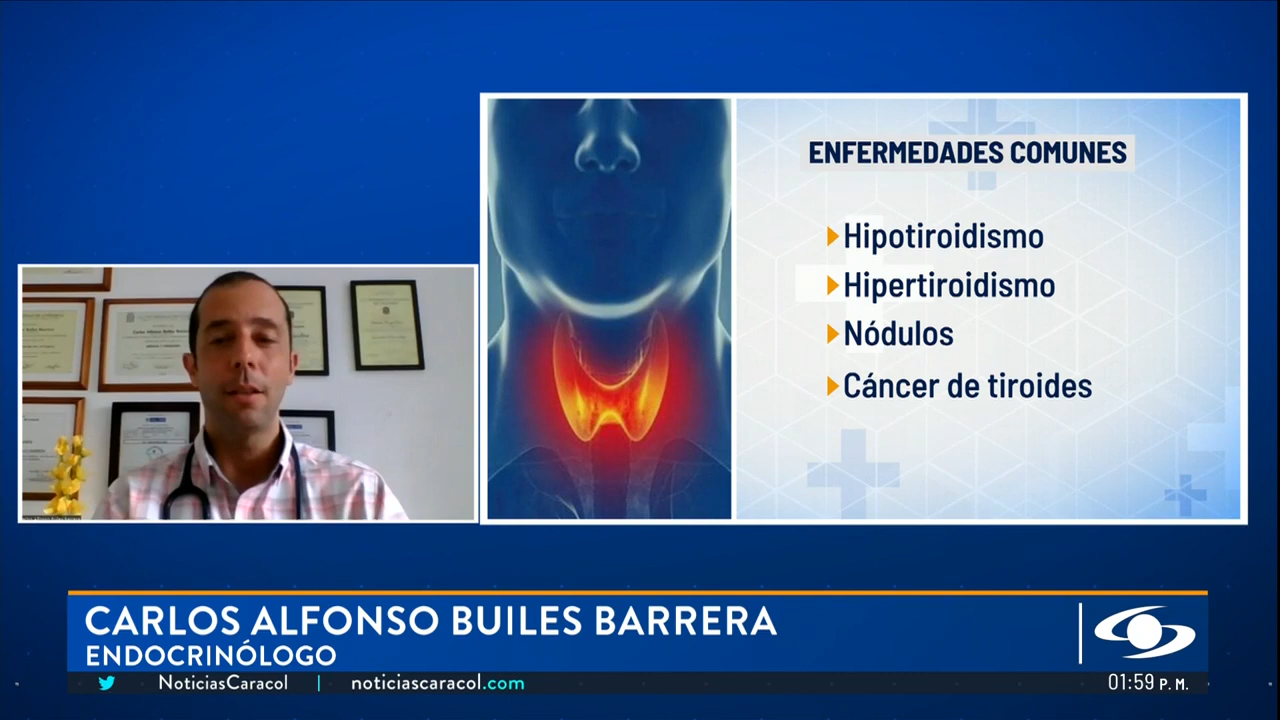 ENFERMEDADES COMUNES
Hipotiroidismo
Hipertiroidismo
Nódulos
Cáncer de tiroides
CARLOS ALFONSO BUILES BARRERA
ENDOCRINÓLOGO
NoticiasCaracol | noticiascaracol.com
01:59 P. M.